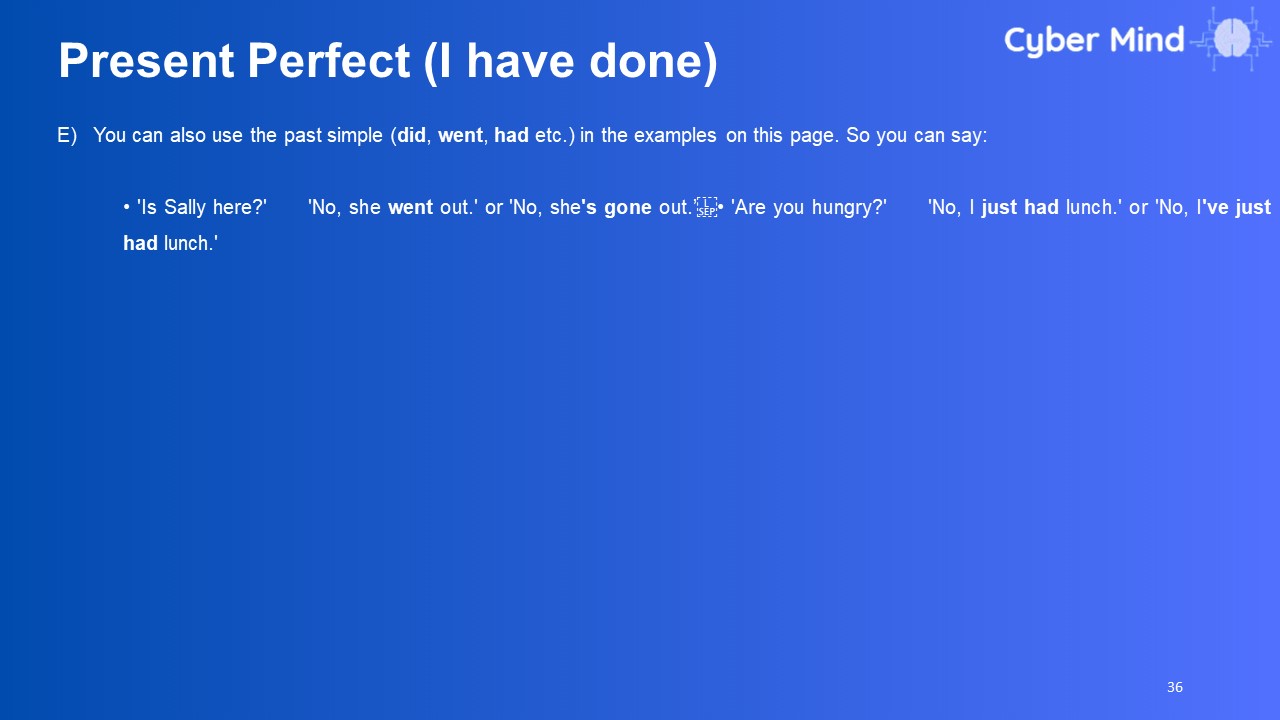 Present Perfect (I have done)
Cyber Mind
E) You can also use the past simple (did, went, had etc.) in the examples on this page. So you can say:
• 'Is Sally here?' 'No, she went out.' or 'No, she's gone out.' • 'Are you hungry?' 'No, I just had lunch.' or 'No, I've just
had lunch.'
36